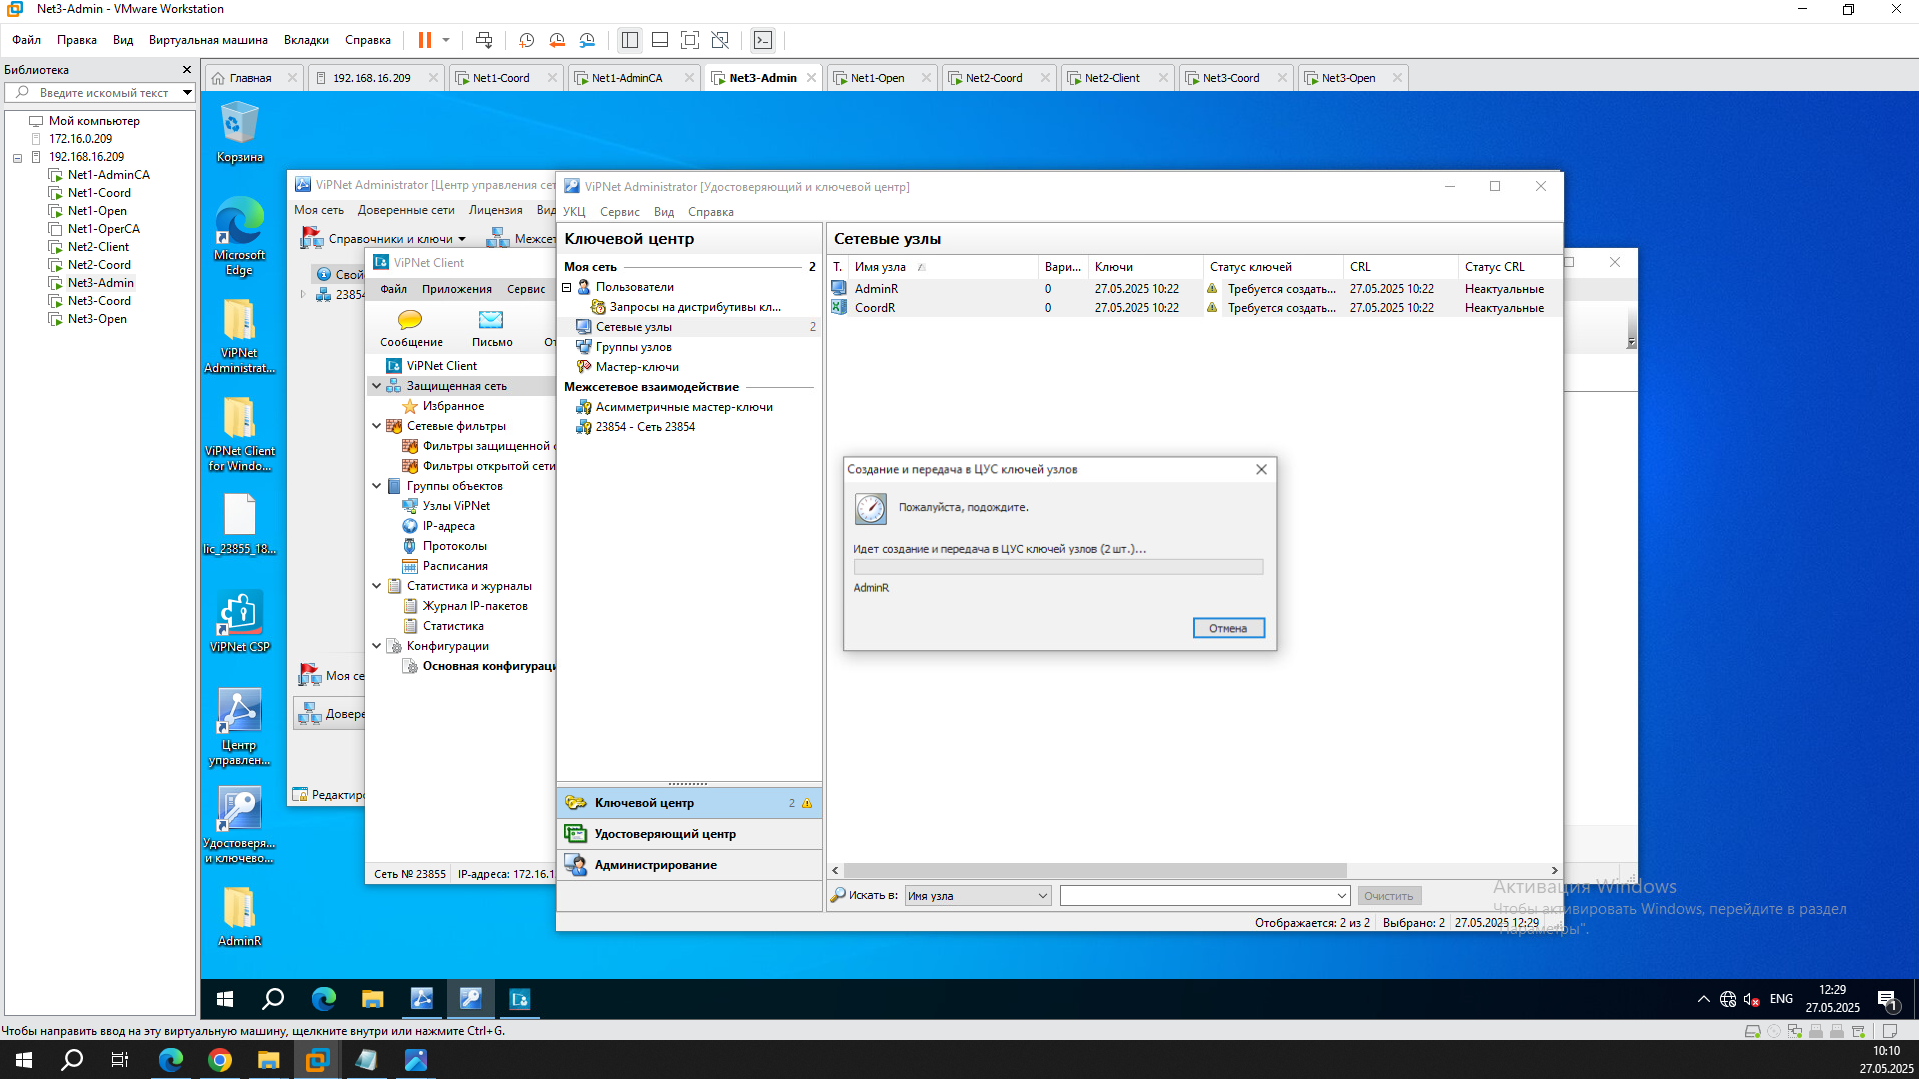 Net3-Admin - VMware Workstation
Файл Правка Вид Виртуальная машина Вкладки Справка
Библиотека
Введите искомый текст
Мой компьютер
172.16.0.209
192.168.16.209
Net1-AdminCA
Net1-Coord
Net1-Open
Net1-OperCA
Net2-Client
Net2-Coord
Net3-Admin
Net3-Coord
Net3-Open
Главная 192.168.16.209 Net1-Coord Net1-AdminCA Net3-Admin Net1-Open Net2-Coord Net2-Client Net3-Coord Net3-Open
Корзина
Microsoft
Edge
ViPNet
Administrat...
ViPNet Client
for Windo...
lic_23855_18...
ViPNet CSP
Центр
управлен...
Удостоверя...
и ключево...
AdminR
ViPNet Administrator [Центр управления сет
Моя сеть Доверенные сети Лицензия Вид
Справочники и ключи Межсе
Свой
23854
Моя се
Довере
Редактиро
ViPNet Client
Файл Приложения Сервис
Сообщение Письмо От
ViPNet Client
Защищенная сеть
Избранное
Сетевые фильтры
Фильтры защищенной с
Фильтры открытой сети
Группы объектов
Узлы ViPNet
IP-адреса
Протоколы
Расписания
Статистика и журналы
Журнал IP-пакетов
Статистика
Конфигурации
Основная конфигураци
Сеть № 23855 IP-адреса: 172.16.1
ViPNet Administrator [Удостоверяющий и ключевой центр]
УКЦ Сервис Вид Справка
Ключевой центр
Моя сеть 2
Пользователи
Запросы на дистрибутивы кл...
Сетевые узлы 2
Группы узлов
Мастер-ключи
Межсетевое взаимодействие
Асимметричные мастер-ключи
23854 - Сеть 23854
Ключевой центр 2
Удостоверяющий центр
Администрирование
Сетевые узлы
Т. Имя узла Вари... Ключи Статус ключей CRL Статус CRL
AdminR 0 27.05.2025 10:22 Требуется создать... 27.05.2025 10:22 Неактуальные
CoordR 0 27.05.2025 10:22 Требуется создать... 27.05.2025 10:22 Неактуальные
Создание и передача в ЦУС ключей узлов
Пожалуйста, подождите.
Идет создание и передача в ЦУС ключей узлов (2 шт.)...
AdminR
Отмена
Искать в: Имя узла Очистить
Отображается: 2 из 2 Выбрано: 2 27.05.2025 12:29
Активация Windows
Чтобы активировать Windows, перейдите в раздел
"Параметры".
ENG
12:29
27.05.2025
1
Чтобы направить ввод на эту виртуальную машину, щелкните внутри или нажмите Ctrl+G.
10:10
27.05.2025